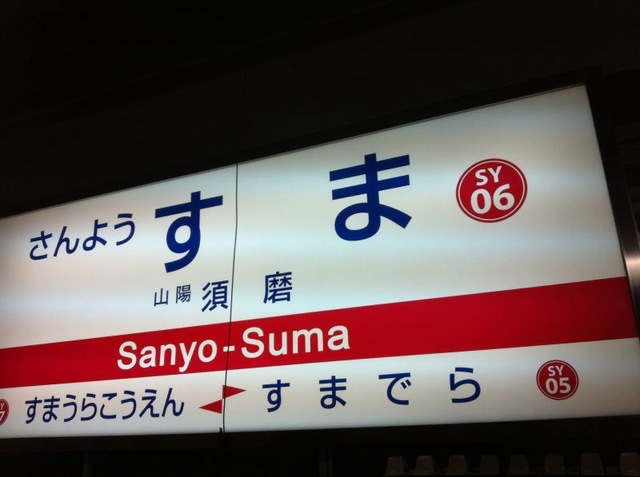 さんよう すま SY 06
山陽 須磨
Sanyo-Suma
すまうらこうえん すまでら SY 05